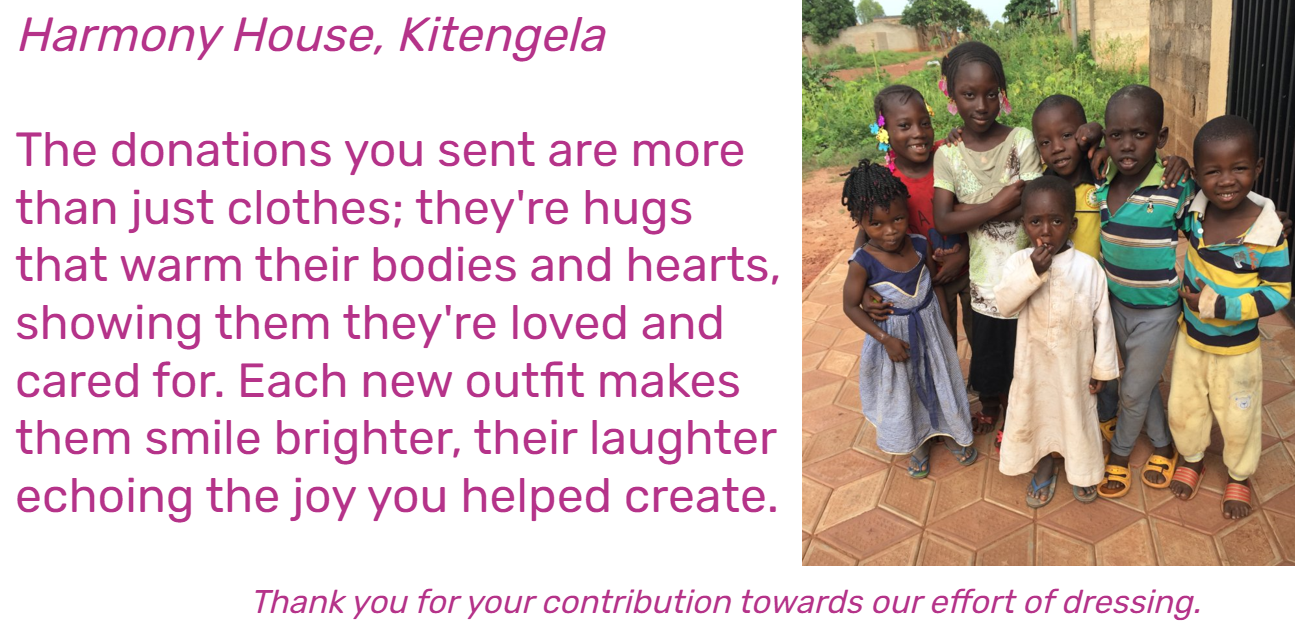 Harmony House, Kitengela
The donations you sent are more
than just clothes; they're hugs
that warm their bodies and hearts,
showing them they're loved and
cared for. Each new outfit makes
them smile brighter, their laughter
echoing the joy you helped create.
Thank you for your contribution towards our effort of dressing.